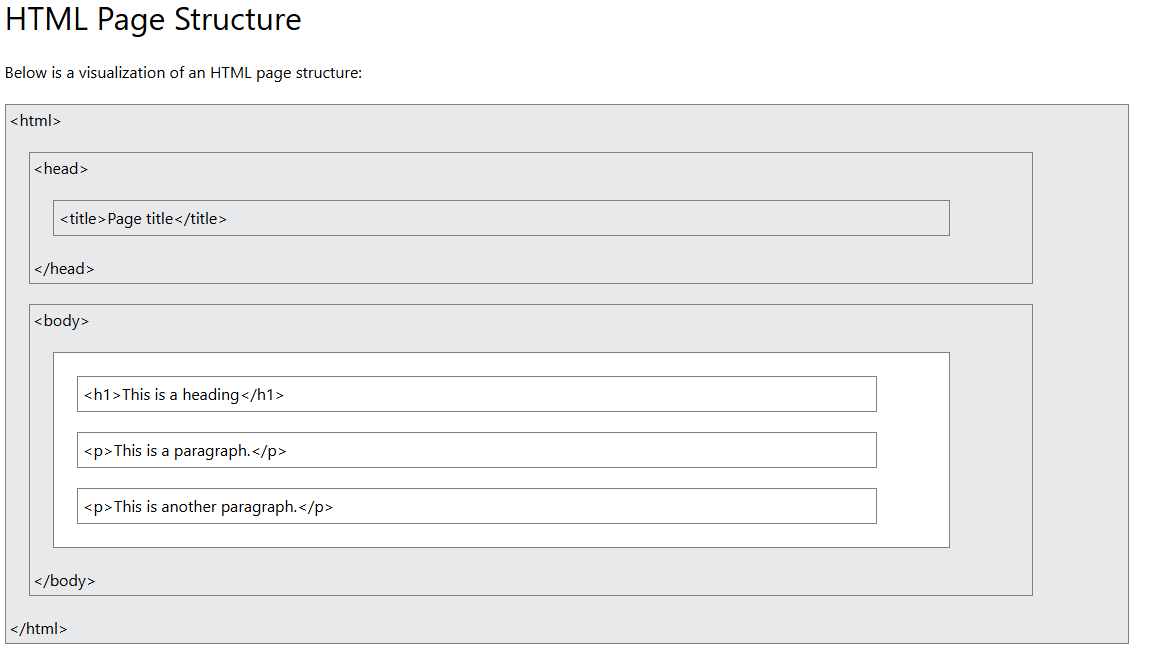 HTML Page Structure
Below is a visualization of an HTML page structure:
<html>
<head>
<title>Page title</title>
</head>
<body>
<h1>This is a heading</h1>
<p>This is a paragraph.</p>
<p>This is another paragraph.</p>
</body>
</html>